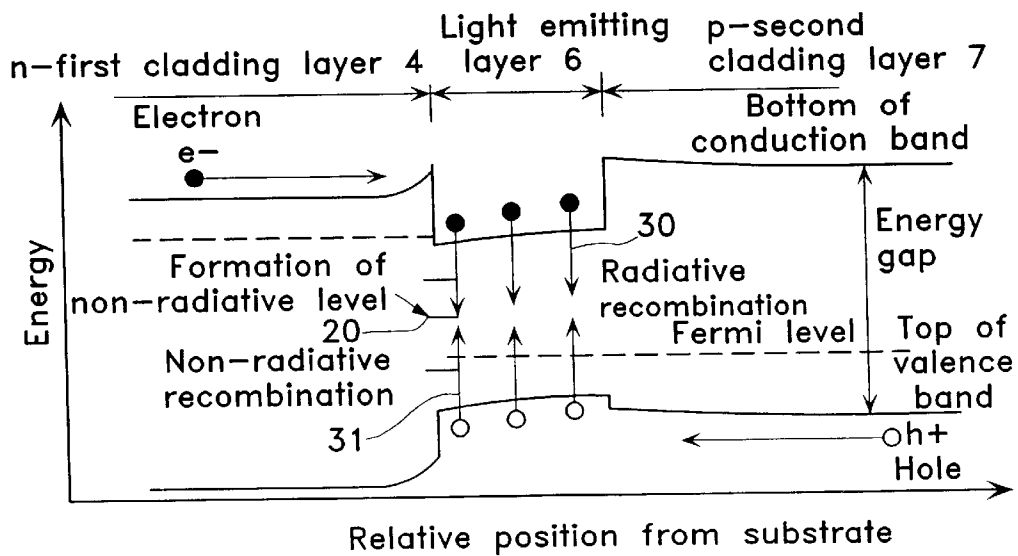 n-first cladding layer 4
Light emitting
layer 6
p-second
cladding layer 7
Electron
e-
Bottom of
conduction band
30
Energy
gap
Formation of
non-radiative level
20
Radiative
recombination
Fermi level
Top of
valence
band
Non-radiative
recombination
31
h+
Hole
Energy
Relative position from substrate